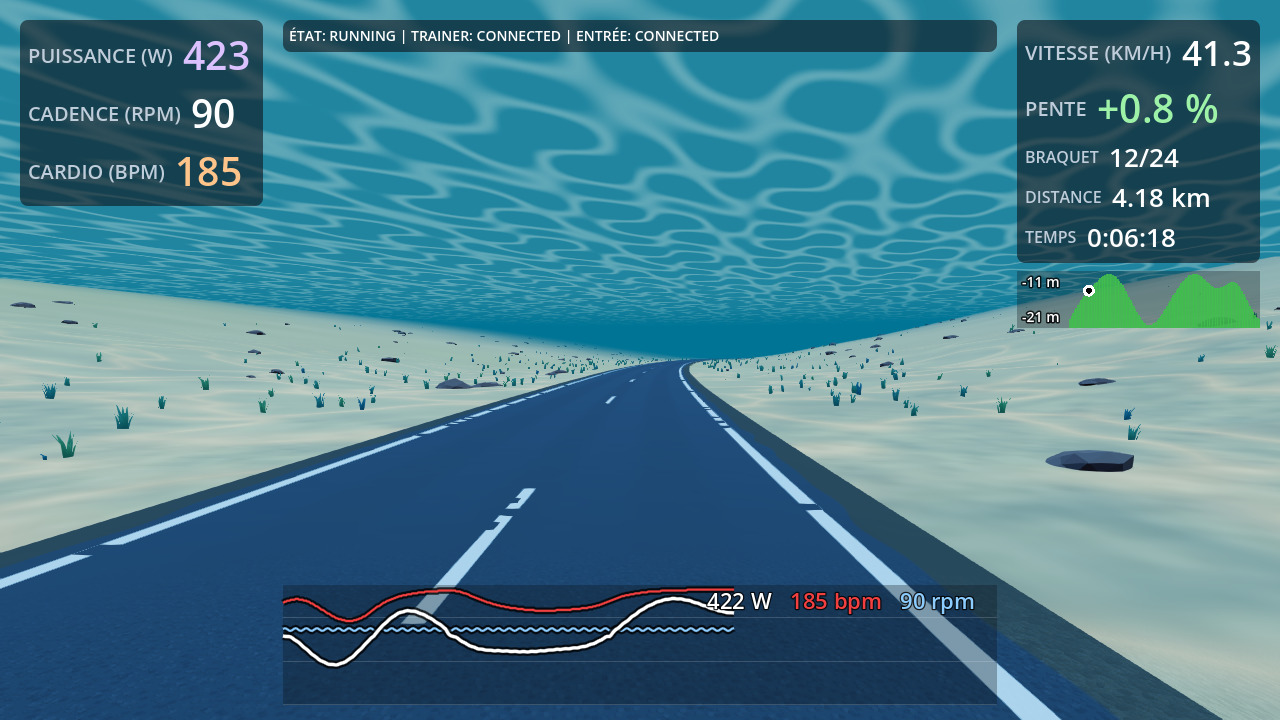 PUISSANCE (W) 423
CADENCE (RPM) 90
CARDIO (BPM) 185
ÉTAT: RUNNING | TRAINER: CONNECTED | ENTRÉE: CONNECTED
VITESSE (KM/H) 41.3
PENTE +0.8 %
BRAQUET 12/24
DISTANCE 4.18 km
TEMPS 0:06:18
-11 m
-21 m
422 W 185 bpm 90 rpm